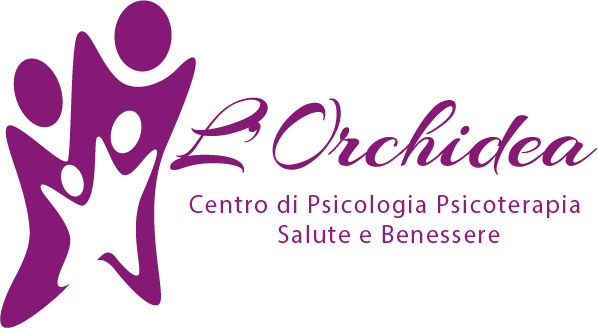 L'Orchidea
Centro di Psicologia Psicoterapia
Salute e Benessere